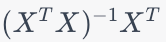 $(X^T X)^{-1} X^T$